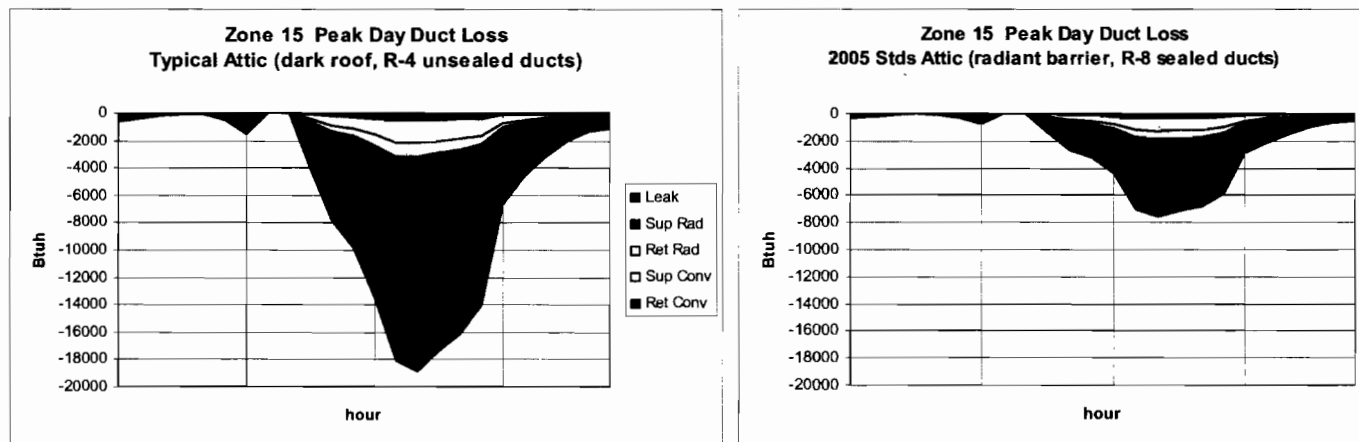 Zone 15 Peak Day Duct Loss
Typical Attic (dark roof, R-4 unsealed ducts)
0
-2000
-4000
-6000
-8000
-10000
-12000
-14000
-16000
-18000
-20000
Btuh
hour
Leak
Sup Rad
Ret Rad
Sup Conv
Ret Conv
Zone 15 Peak Day Duct Loss
2005 Stds Attic (radiant barrier, R-8 sealed ducts)
0
-2000
-4000
-6000
-8000
-10000
-12000
-14000
-16000
-18000
-20000
Btuh
hour